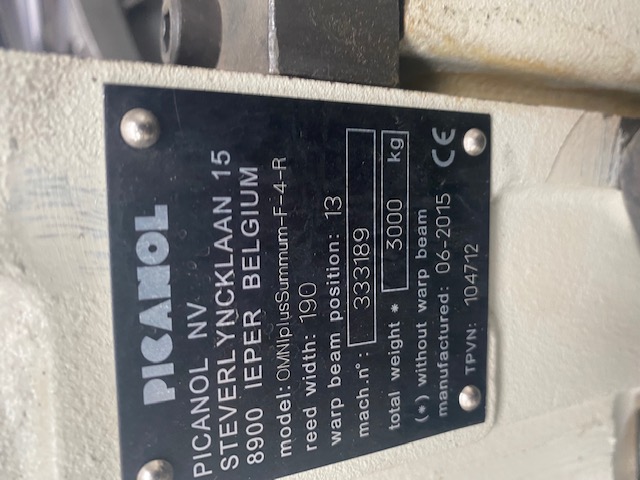 PICANOL
PICANOL NV
STEVERLYNCKLAAN 15
8900 IEPER BELGIUM
model: OMNIplusSummum-F-4-R
reed width: 190
warp beam position: 13
mach.n°: 333189
total weight * 3000 kg
(*) without warp beam
manufactured: 06-2015 CE
TPVN: 104712